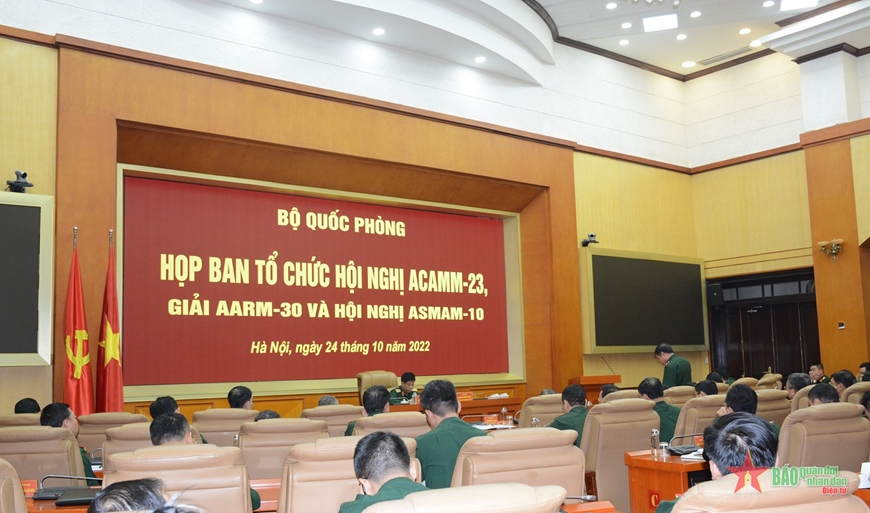 BỘ QUỐC PHÒNG
HỌP BAN TỔ CHỨC HỘI NGHỊ ACAMM-23,
GIẢI AARM-30 VÀ HỘI NGHỊ ASMAM-10
Hà Nội, ngày 24 tháng 10 năm 2022
BÁO quân đội
nhân dân
Điện tử